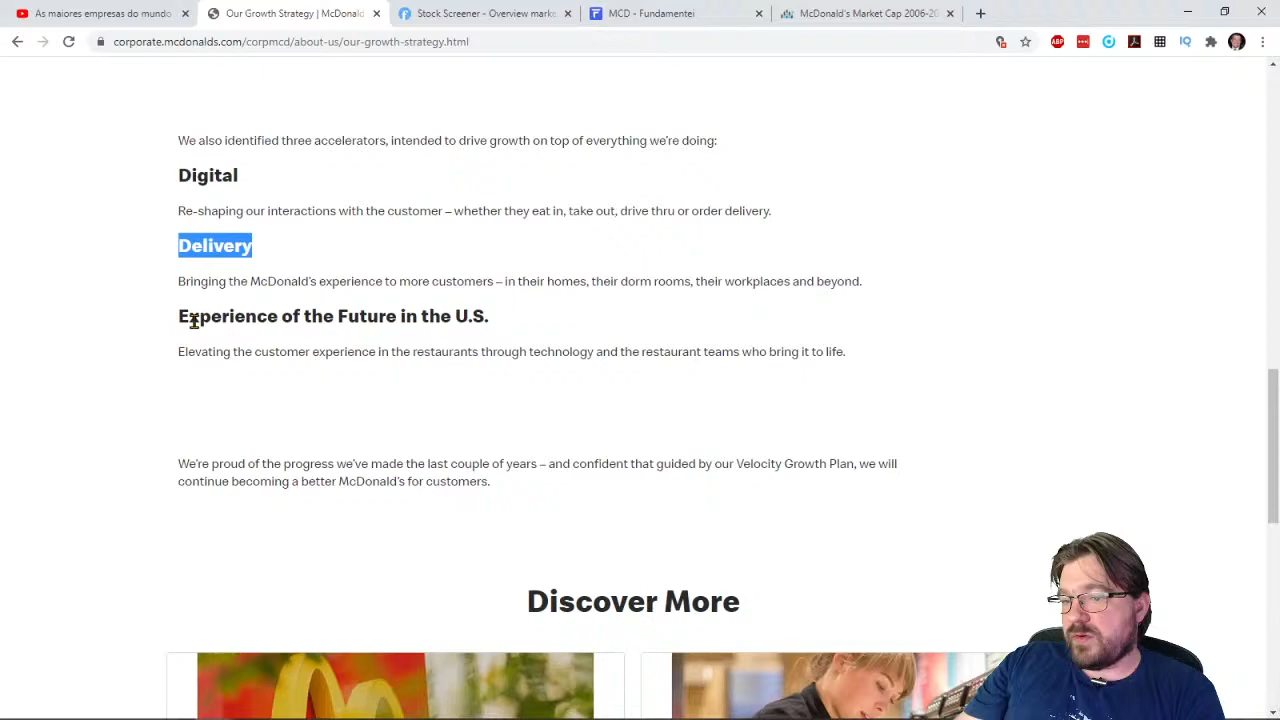 As maiores empresas do mundo
Our Growth Strategy | McDonald
Stock Screener - Overview mark
MCD - Fundamentei
McDonald's Market Cap 2006-20
corporate.mcdonalds.com/corpmcd/about-us/our-growth-strategy.html
We also identified three accelerators, intended to drive growth on top of everything we're doing:
Digital
Re-shaping our interactions with the customer – whether they eat in, take out, drive thru or order delivery.
Delivery
Bringing the McDonald's experience to more customers – in their homes, their dorm rooms, their workplaces and beyond.
Experience of the Future in the U.S.
Elevating the customer experience in the restaurants through technology and the restaurant teams who bring it to life.
We're proud of the progress we've made the last couple of years – and confident that guided by our Velocity Growth Plan, we will
continue becoming a better McDonald's for customers.
Discover More